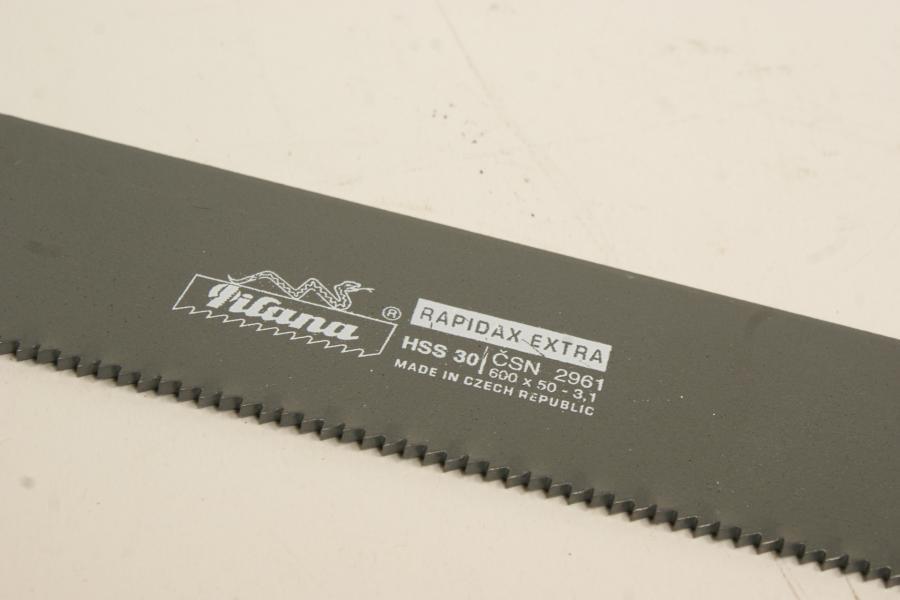 Pilana ®
RAPIDAX EXTRA
HSS 30 ČSN 2961
600 x 50 - 3,1
MADE IN CZECH REPUBLIC